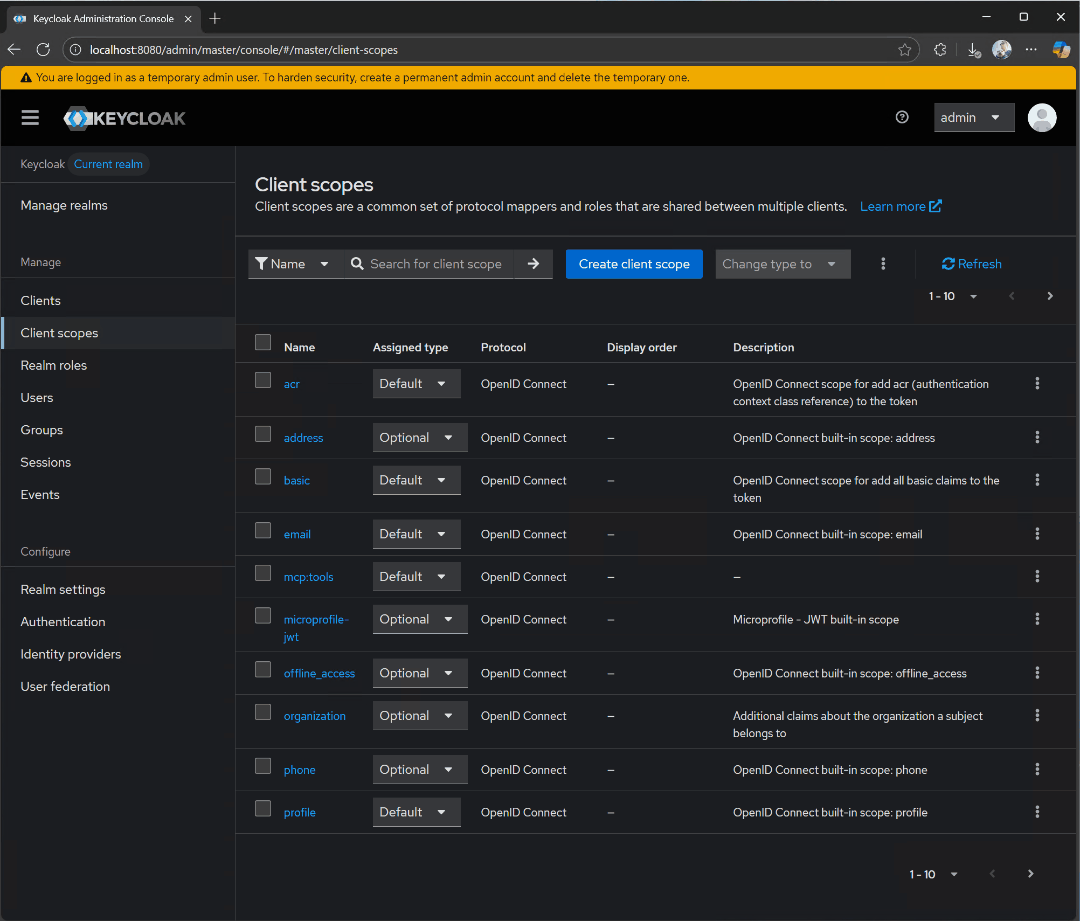 Keycloak Administration Console
localhost:8080/admin/master/console/#/master/client-scopes
You are logged in as a temporary admin user. To harden security, create a permanent admin account and delete the temporary one.
KEYCLOAK
admin
Keycloak Current realm
Manage realms
Manage
Clients
Client scopes
Realm roles
Users
Groups
Sessions
Events
Configure
Realm settings
Authentication
Identity providers
User federation
Client scopes
Client scopes are a common set of protocol mappers and roles that are shared between multiple clients. Learn more
Name Search for client scope Create client scope Change type to Refresh
1 - 10
Name Assigned type Protocol Display order Description
acr Default OpenID Connect – OpenID Connect scope for add acr (authentication
context class reference) to the token
address Optional OpenID Connect – OpenID Connect built-in scope: address
basic Default OpenID Connect – OpenID Connect scope for add all basic claims to the
token
email Default OpenID Connect – OpenID Connect built-in scope: email
mcp:tools Default OpenID Connect – –
microprofile- Optional OpenID Connect – Microprofile - JWT built-in scope
jwt
offline_access Optional OpenID Connect – OpenID Connect built-in scope: offline_access
organization Optional OpenID Connect – Additional claims about the organization a subject
belongs to
phone Optional OpenID Connect – OpenID Connect built-in scope: phone
profile Default OpenID Connect – OpenID Connect built-in scope: profile
1 - 10